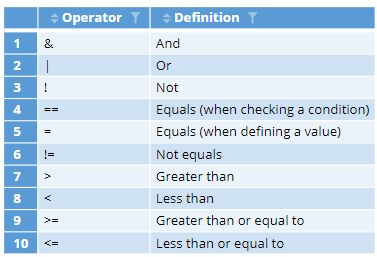 Operator Definition
1 & And
2 | Or
3 ! Not
4 == Equals (when checking a condition)
5 = Equals (when defining a value)
6 != Not equals
7 > Greater than
8 < Less than
9 >= Greater than or equal to
10 <= Less than or equal to